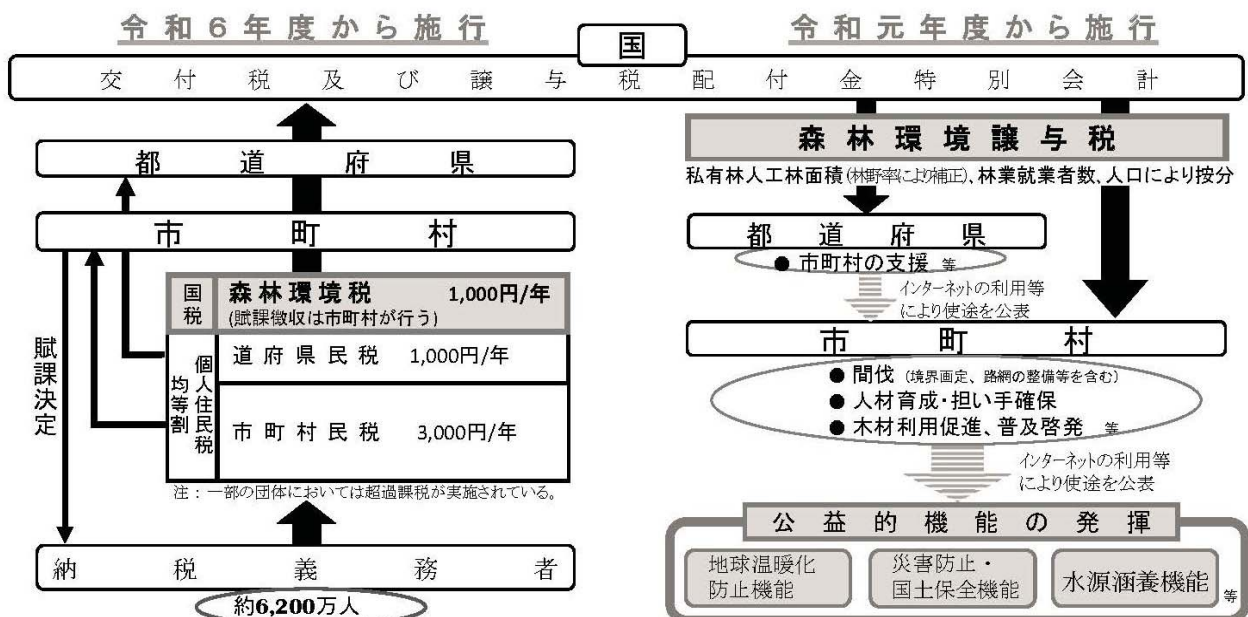 令和6年度から施行
国
令和元年度から施行
交付税及び譲与税配付金特別会計
都道府県
市町村
国税
森林環境税 1,000円/年
(賦課徴収は市町村が行う)
個人住民税
均等割
道府県民税 1,000円/年
市町村民税 3,000円/年
賦課決定
注：一部の団体においては超過課税が実施されている。
納税義務者
約6,200万人
森林環境譲与税
私有林人工林面積(林野率により補正)、林業就業者数、人口により按分
都道府県
● 市町村の支援 等
インターネットの利用等
により使途を公表
市町村
● 間伐 (境界画定、路網の整備等を含む)
● 人材育成・担い手確保
● 木材利用促進、普及啓発 等
インターネットの利用等
により使途を公表
公益的機能の発揮
地球温暖化
防止機能
災害防止・
国土保全機能
水源涵養機能
等